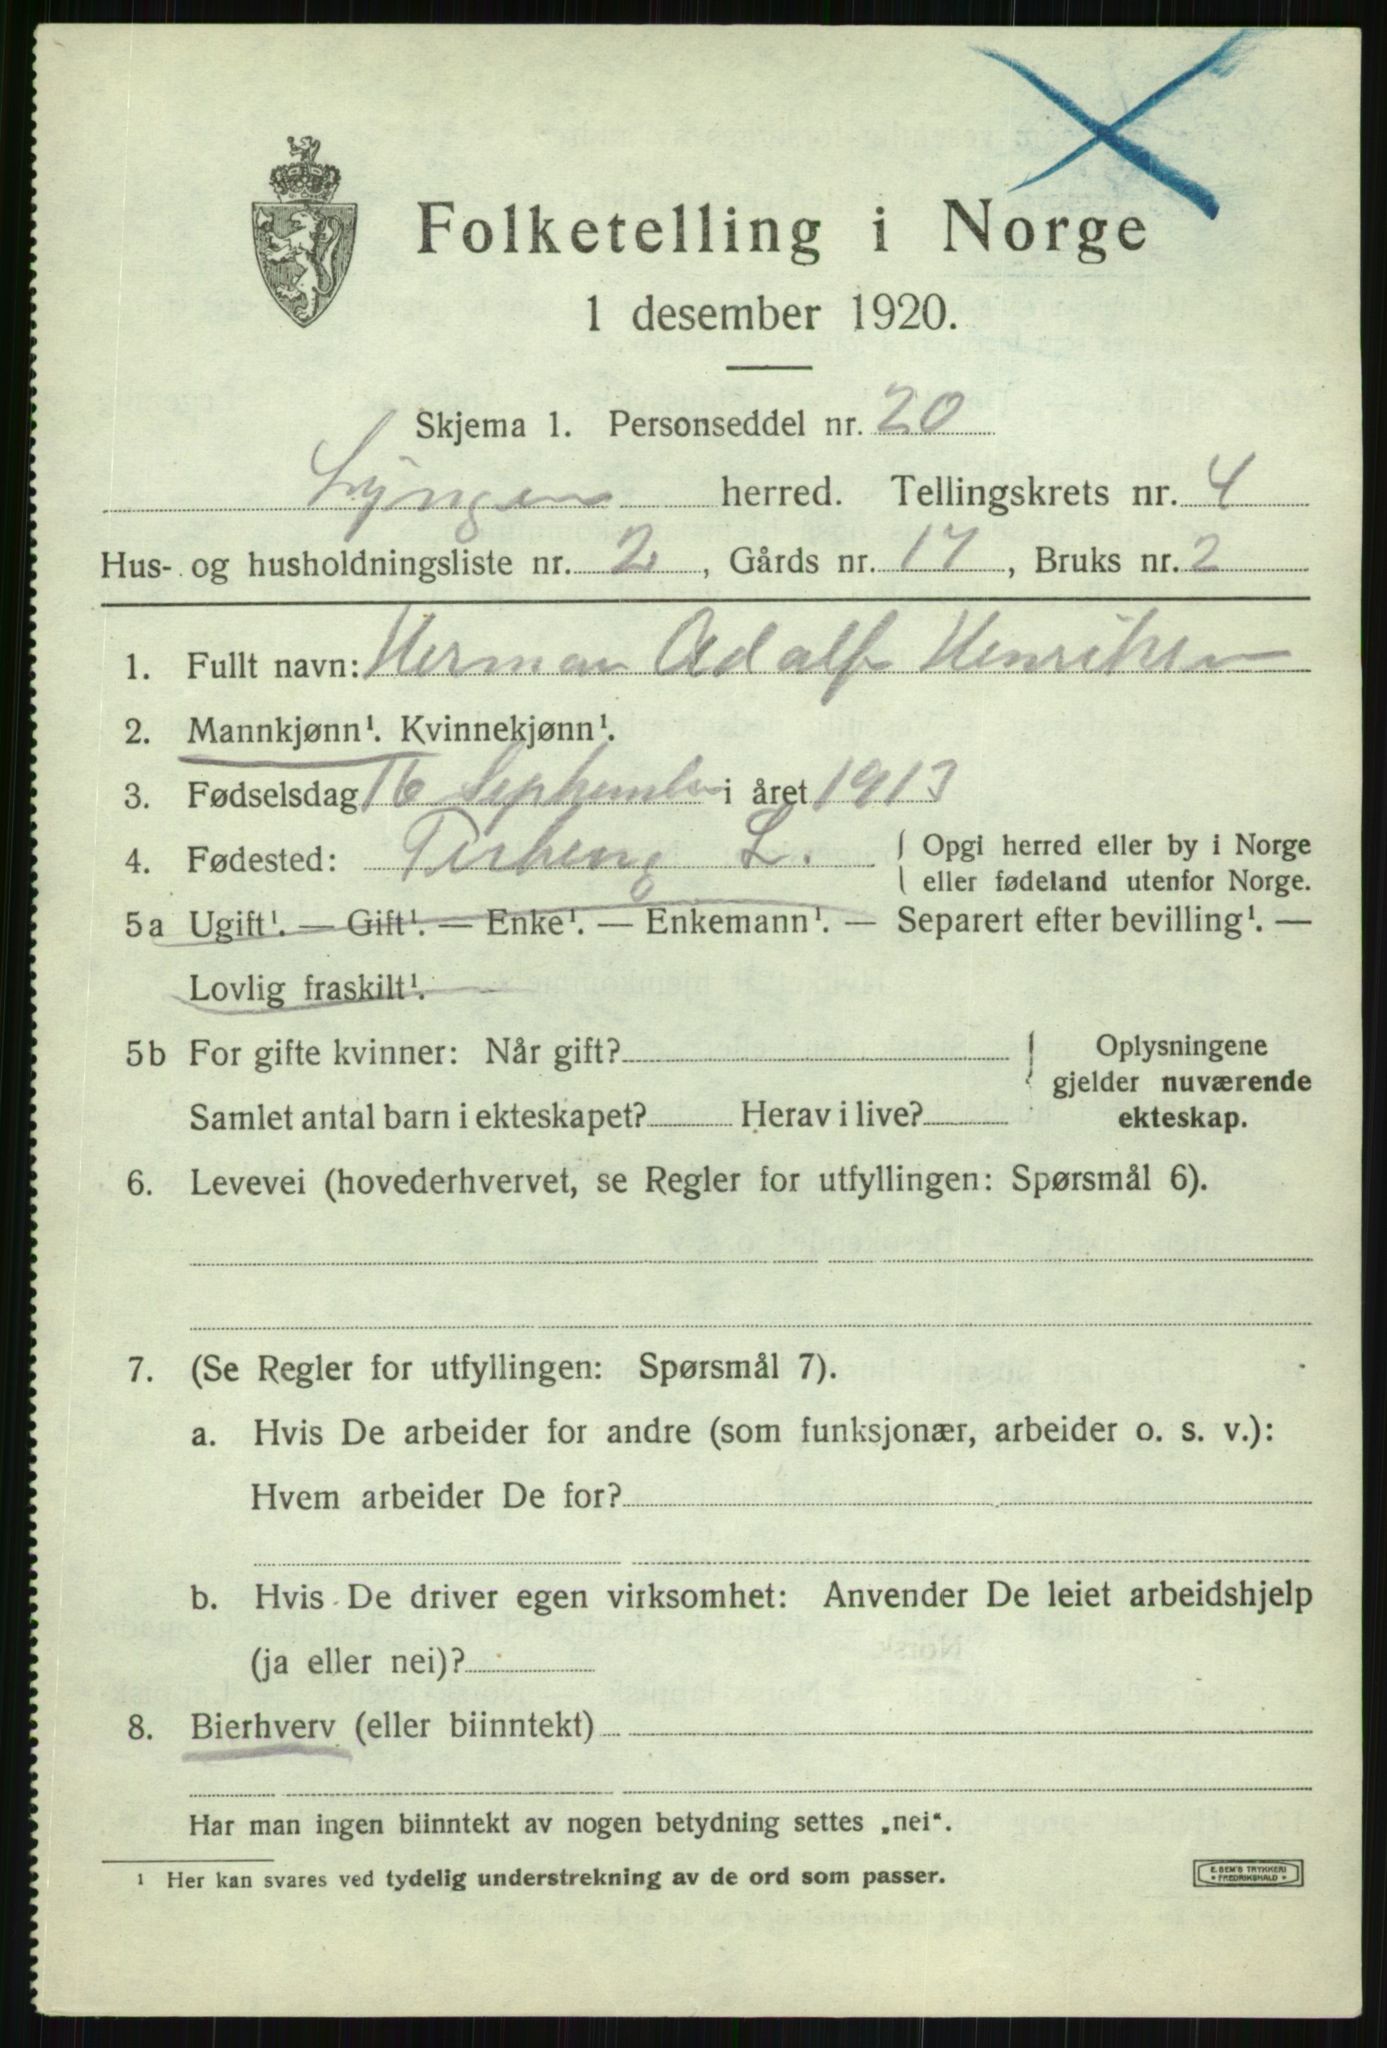 Folketelling i Norge
1 desember 1920.
Skjema 1. Personseddel nr. 20
Lyngen herred. Tellingskrets nr. 4
Hus- og husholdningsliste nr. 2, Gårds nr. 17, Bruks nr. 2
1. Fullt navn: Herman Adolf Henriksen
2. Mannkjønn¹. Kvinnekjønn¹.
3. Fødselsdag 16 September i året 1913
4. Fødested: L. { Opgi herred eller by i Norge
eller fødeland utenfor Norge.
5a Ugift¹. — Gift¹. — Enke¹. — Enkemann¹. — Separert efter bevilling¹. —
Lovlig fraskilt¹.
5b For gifte kvinner: Når gift? } Oplysningene
gjelder nuværende
Samlet antal barn i ekteskapet? Herav i live? ekteskap.
6. Levevei (hovederhvervet, se Regler for utfyllingen: Spørsmål 6).
7. (Se Regler for utfyllingen: Spørsmål 7).
a. Hvis De arbeider for andre (som funksjonær, arbeider o. s. v.):
Hvem arbeider De for?
b. Hvis De driver egen virksomhet: Anvender De leiet arbeidshjelp
(ja eller nei)?
8. Bierhverv (eller biinntekt)
Har man ingen biinntekt av nogen betydning settes „nei“.
¹ Her kan svares ved tydelig understrekning av de ord som passer.
E. SEM'S TRYKKERI
FREDRIKSHALD